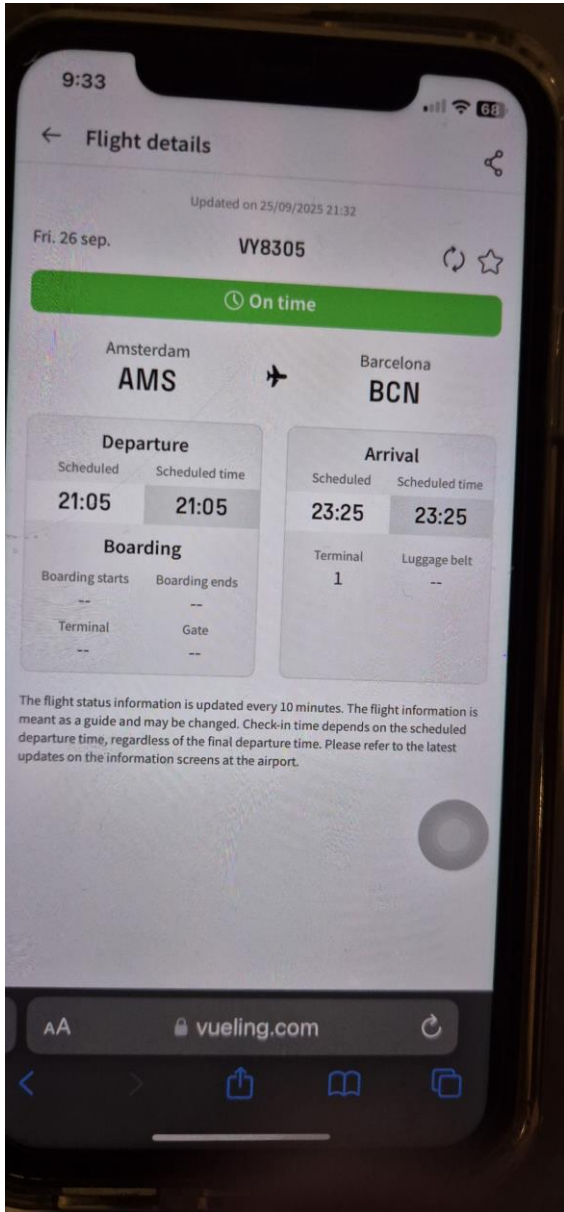 9:33
68
Flight details
Updated on 25/09/2025 21:32
Fri. 26 sep.
VY8305
On time
Amsterdam
AMS
Barcelona
BCN
Departure
Scheduled Scheduled time
21:05 21:05
Boarding
Boarding starts Boarding ends
-- --
Terminal Gate
-- --
Arrival
Scheduled Scheduled time
23:25 23:25
Terminal Luggage belt
1 --
The flight status information is updated every 10 minutes. The flight information is
meant as a guide and may be changed. Check-in time depends on the scheduled
departure time, regardless of the final departure time. Please refer to the latest
updates on the information screens at the airport.
AA vueling.com